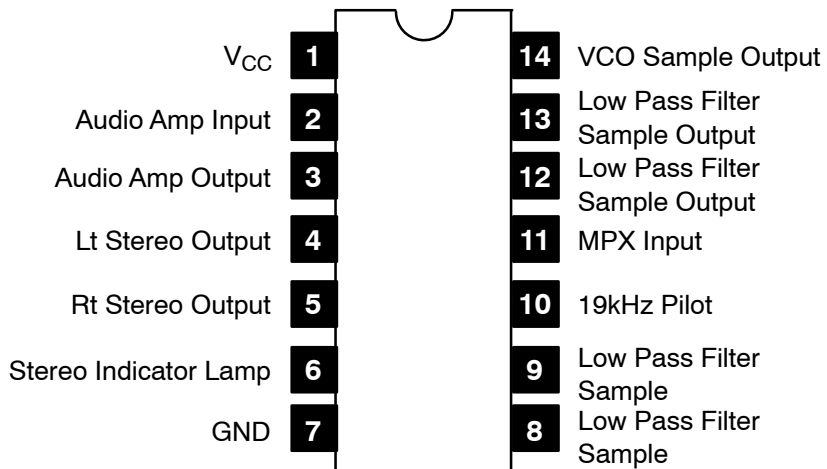 V_CC 1
14 VCO Sample Output
Audio Amp Input 2
13 Low Pass Filter
Sample Output
Audio Amp Output 3
12 Low Pass Filter
Sample Output
Lt Stereo Output 4
11 MPX Input
Rt Stereo Output 5
10 19kHz Pilot
Stereo Indicator Lamp 6
9 Low Pass Filter
Sample
GND 7
8 Low Pass Filter
Sample